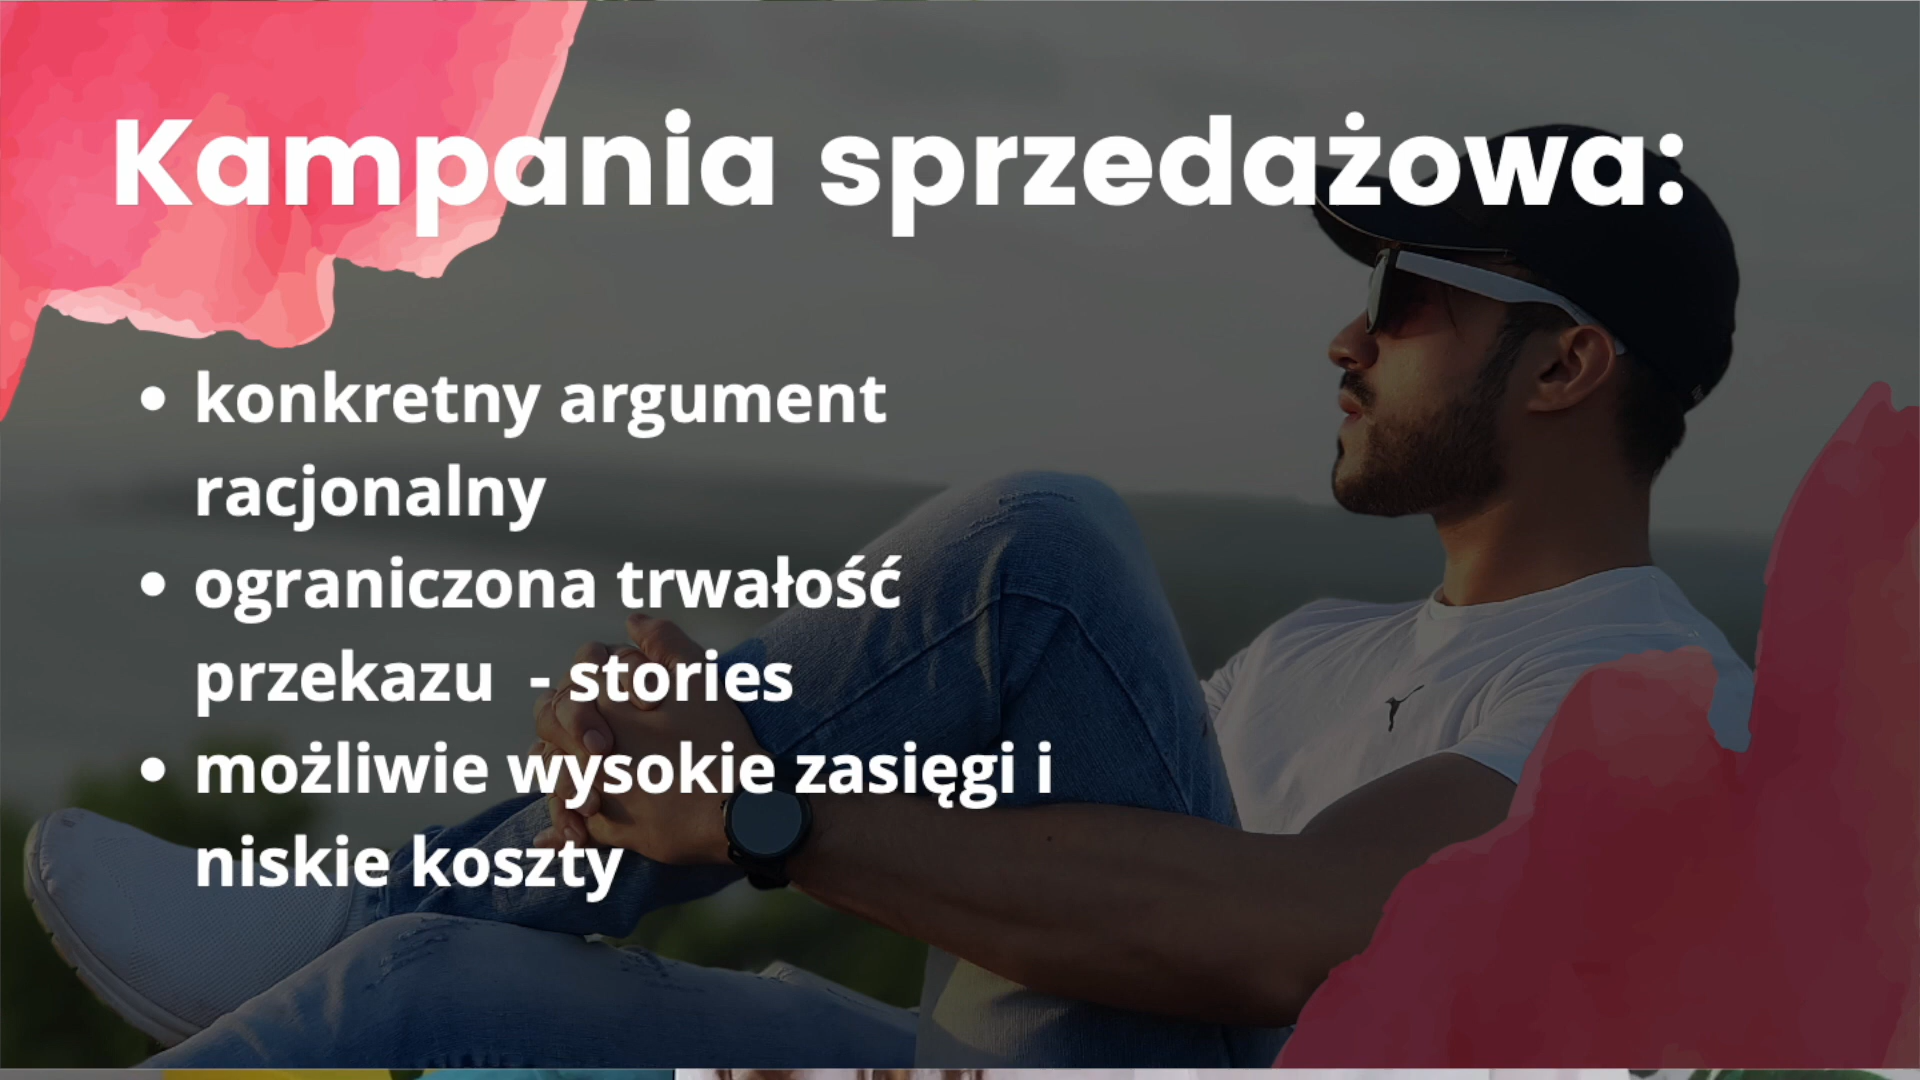 Kampania sprzedażowa:
• konkretny argument
racjonalny
• ograniczona trwałość
przekazu - stories
• możliwie wysokie zasięgi i
niskie koszty